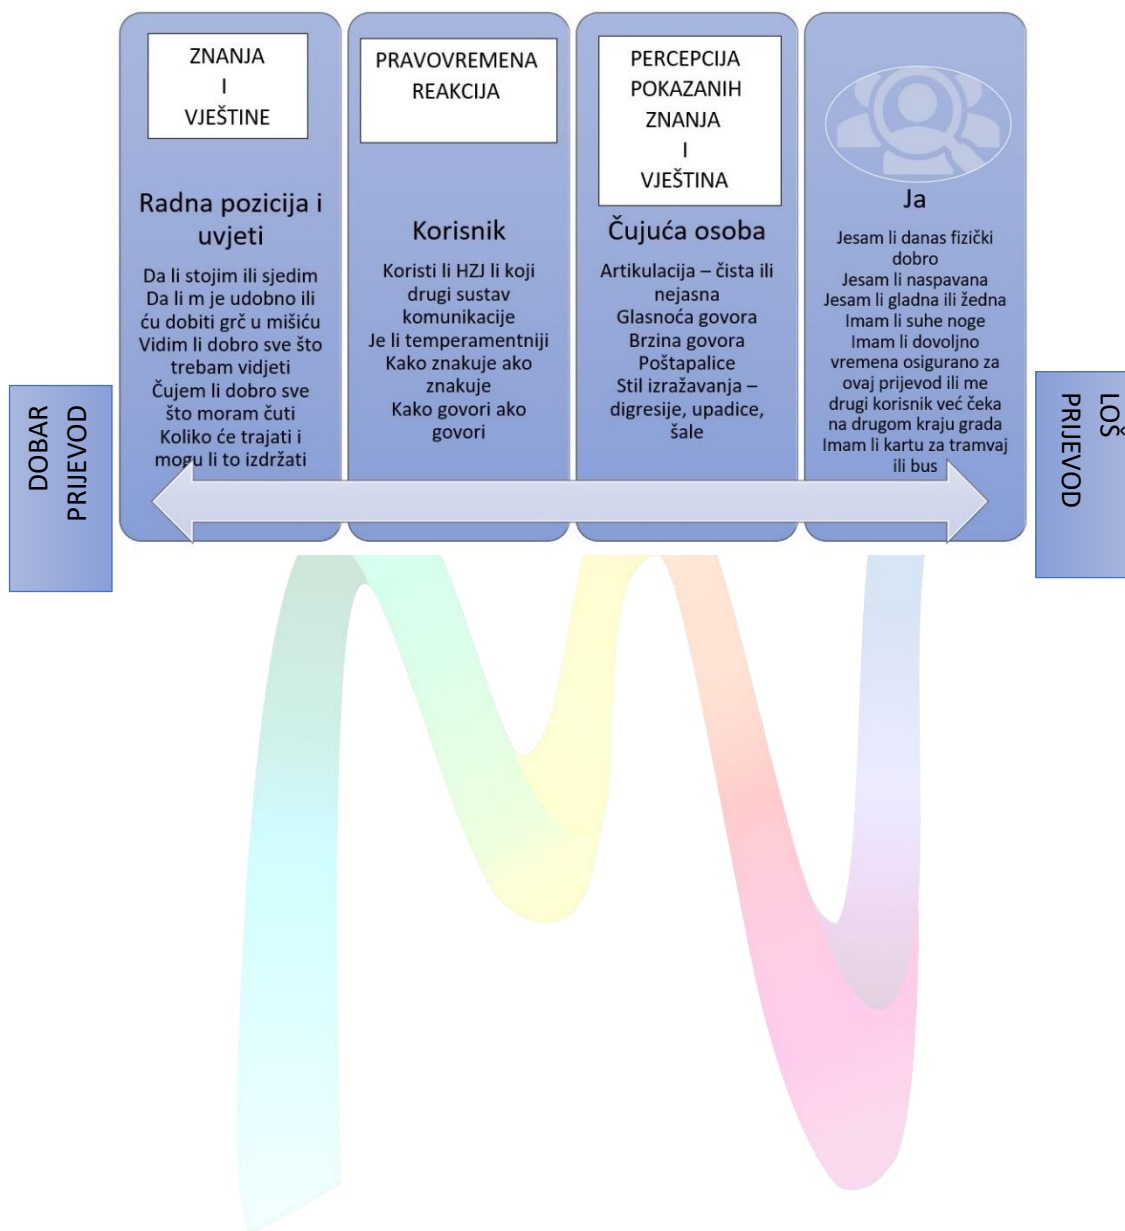 ZNANJA
I
VJEŠTINE
Radna pozicija i
uvjeti
Da li stojim ili sjedim
Da li m je udobno ili
ću dobiti grč u mišiću
Vidim li dobro sve što
trebam vidjeti
Čujem li dobro sve
što moram čuti
Koliko će trajati i
mogu li to izdržati
PRAVOVREMENA
REAKCIJA
Korisnik
Koristi li HZJ li koji
drugi sustav
komunikacije
Je li temperamentniji
Kako znakuje ako
znakuje
Kako govori ako
govori
PERCEPCIJA
POKAZANIH
ZNANJA
I
VJEŠTINA
Čujuća osoba
Artikulacija – čista ili
nejasna
Glasnoća govora
Brzina govora
Poštapalice
Stil izražavanja –
digresije, upadice,
šale
Ja
Jesam li danas fizički
dobro
Jesam li naspavana
Jesam li gladna ili žedna
Imam li suhe noge
Imam li dovoljno
vremena osigurano za
ovaj prijevod ili me
drugi korisnik već čeka
na drugom kraju grada
Imam li kartu za tramvaj
ili bus
DOBAR
PRIJEVOD
LOŠ
PRIJEVOD